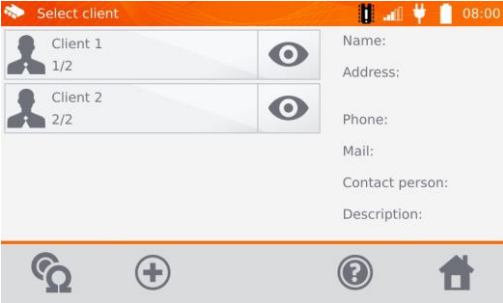 Select client
08:00
Client 1
1/2
Client 2
2/2
Name:
Address:
Phone:
Mail:
Contact person:
Description: